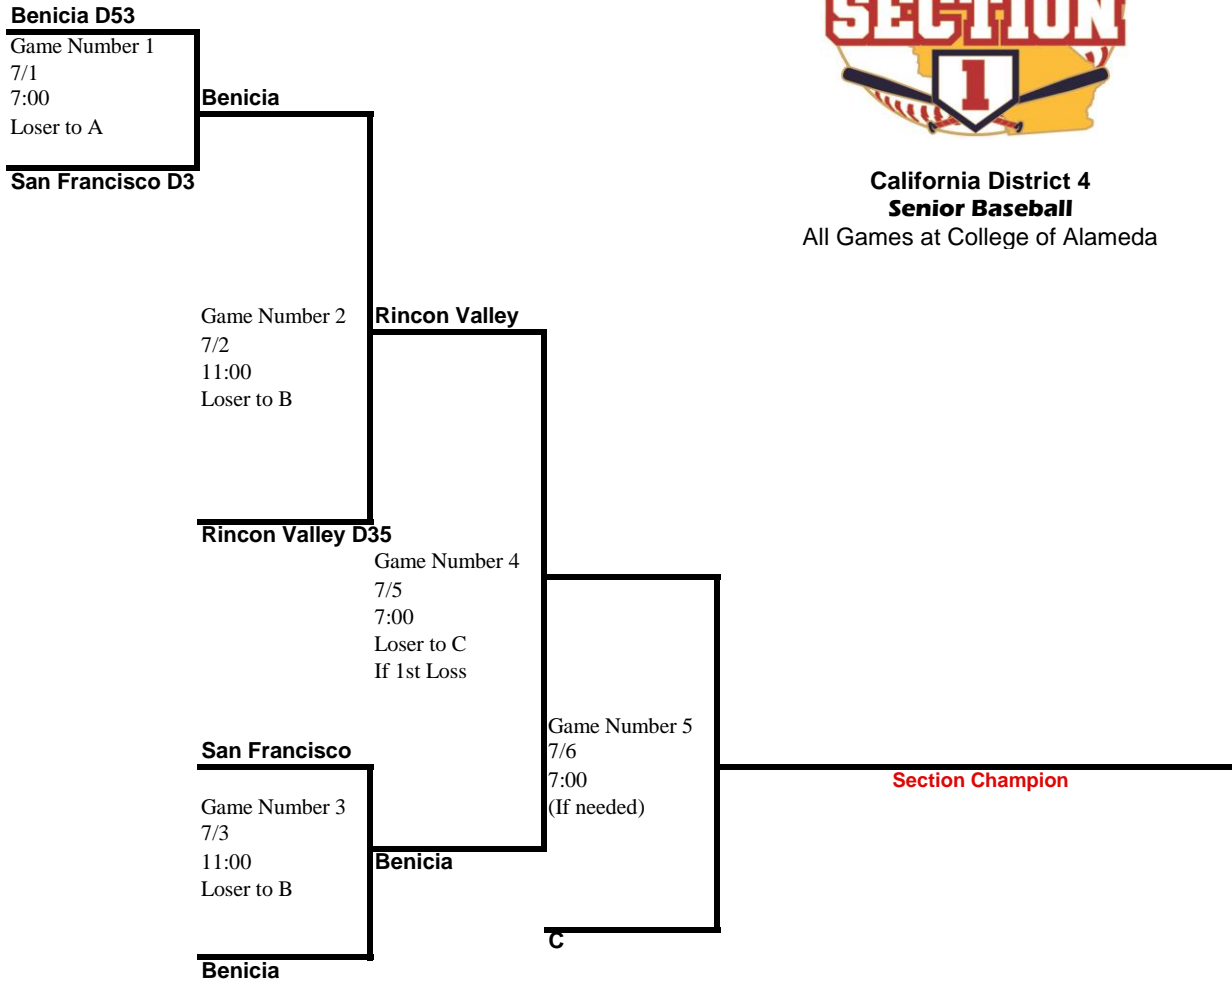 Benicia D53
Game Number 1
7/1
7:00
Loser to A
San Francisco D3
Benicia
SECTION
1
California District 4
Senior Baseball
All Games at College of Alameda
Game Number 2
7/2
11:00
Loser to B
Rincon Valley
Rincon Valley D35
Game Number 4
7/5
7:00
Loser to C
If 1st Loss
San Francisco
Game Number 3
7/3
11:00
Loser to B
Benicia
Benicia
Game Number 5
7/6
7:00
(If needed)
C
Section Champion